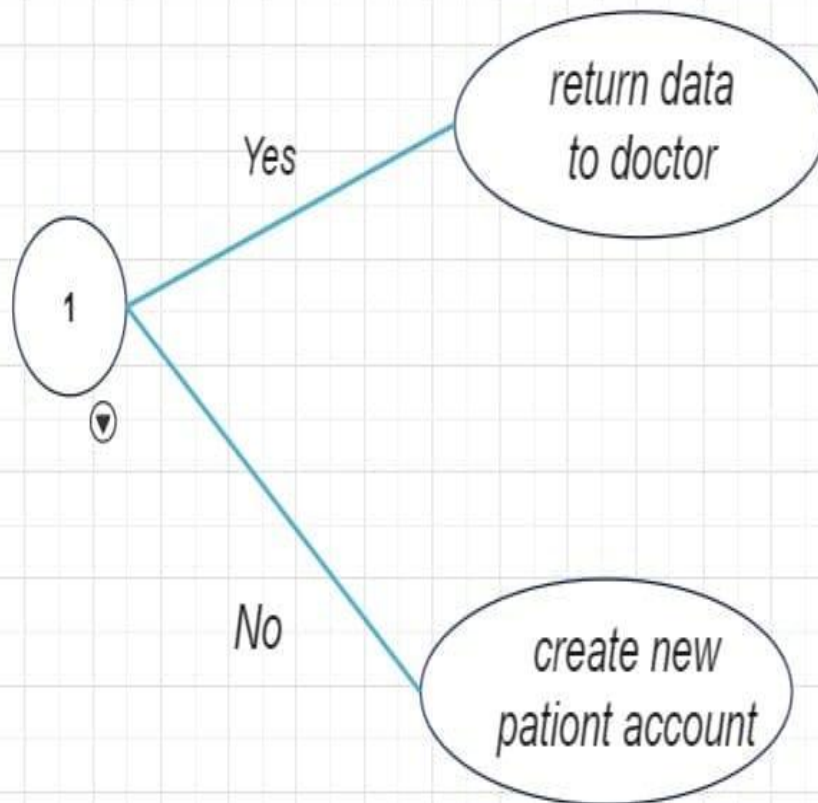 return data
to doctor
Yes
1
No
create new
pationt account